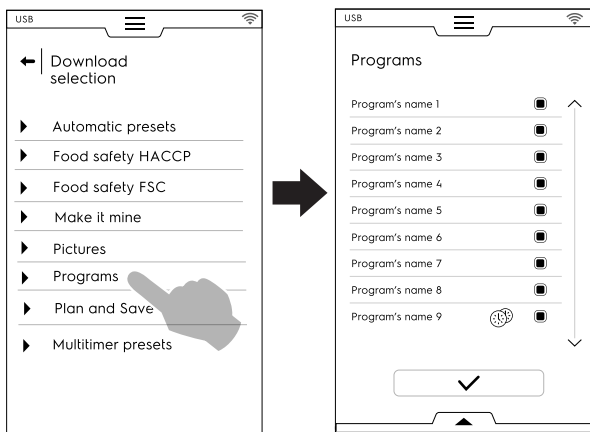 USB
Download
selection
Automatic presets
Food safety HACCP
Food safety FSC
Make it mine
Pictures
Programs
Plan and Save
Multitimer presets
USB
Programs
Program's name 1
Program's name 2
Program's name 3
Program's name 4
Program's name 5
Program's name 6
Program's name 7
Program's name 8
Program's name 9